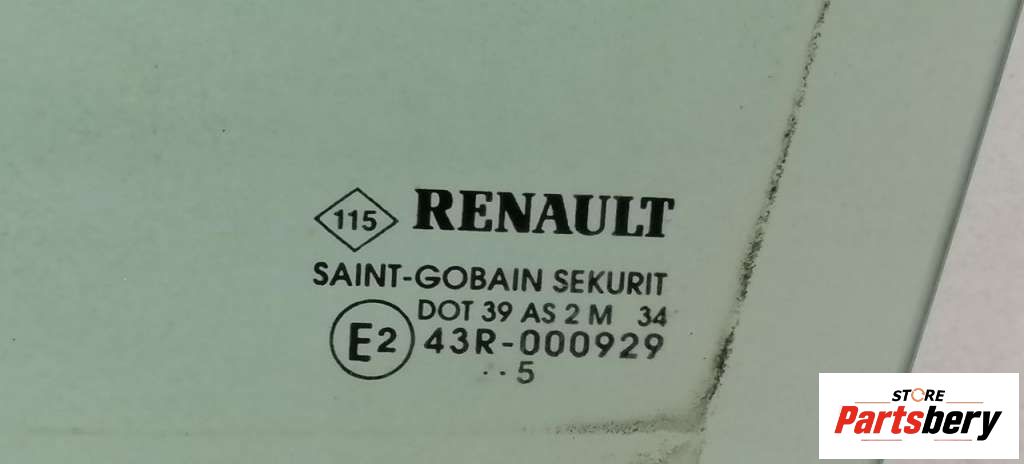 115 RENAULT
SAINT-GOBAIN SEKURIT
DOT 39 AS 2 M 34
E2 43R-000929
..5
STORE
Partsbery